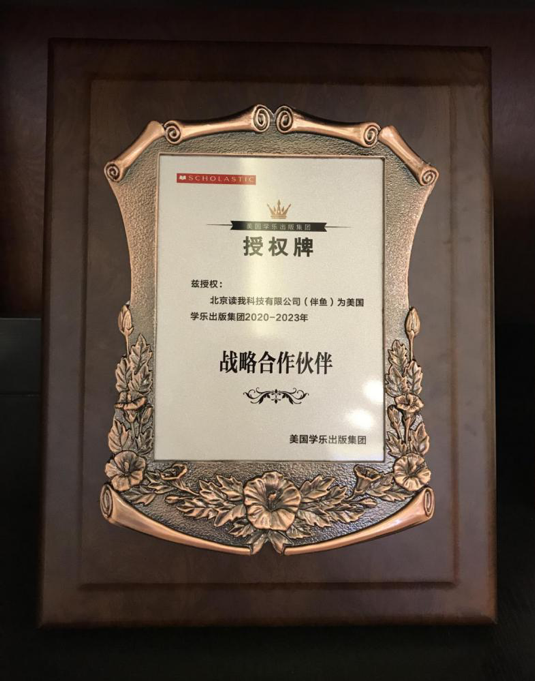 SCHOLASTIC
美国学乐出版集团
授权牌
兹授权：
北京读我科技有限公司（伴鱼）为美国
学乐出版集团2020-2023年
战略合作伙伴
美国学乐出版集团